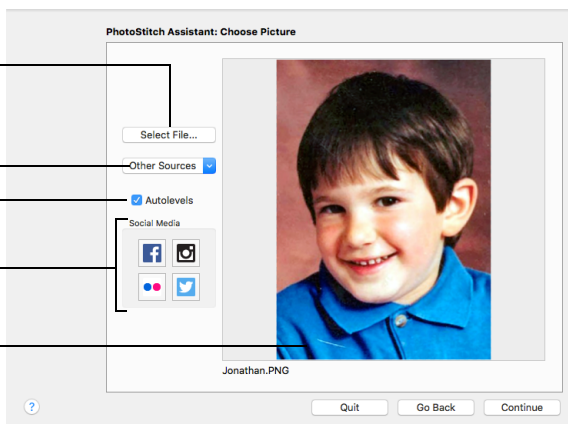 PhotoStitch Assistant: Choose Picture
Select File...
Other Sources
Autolevels
Social Media
Jonathan.PNG
?
Quit
Go Back
Continue